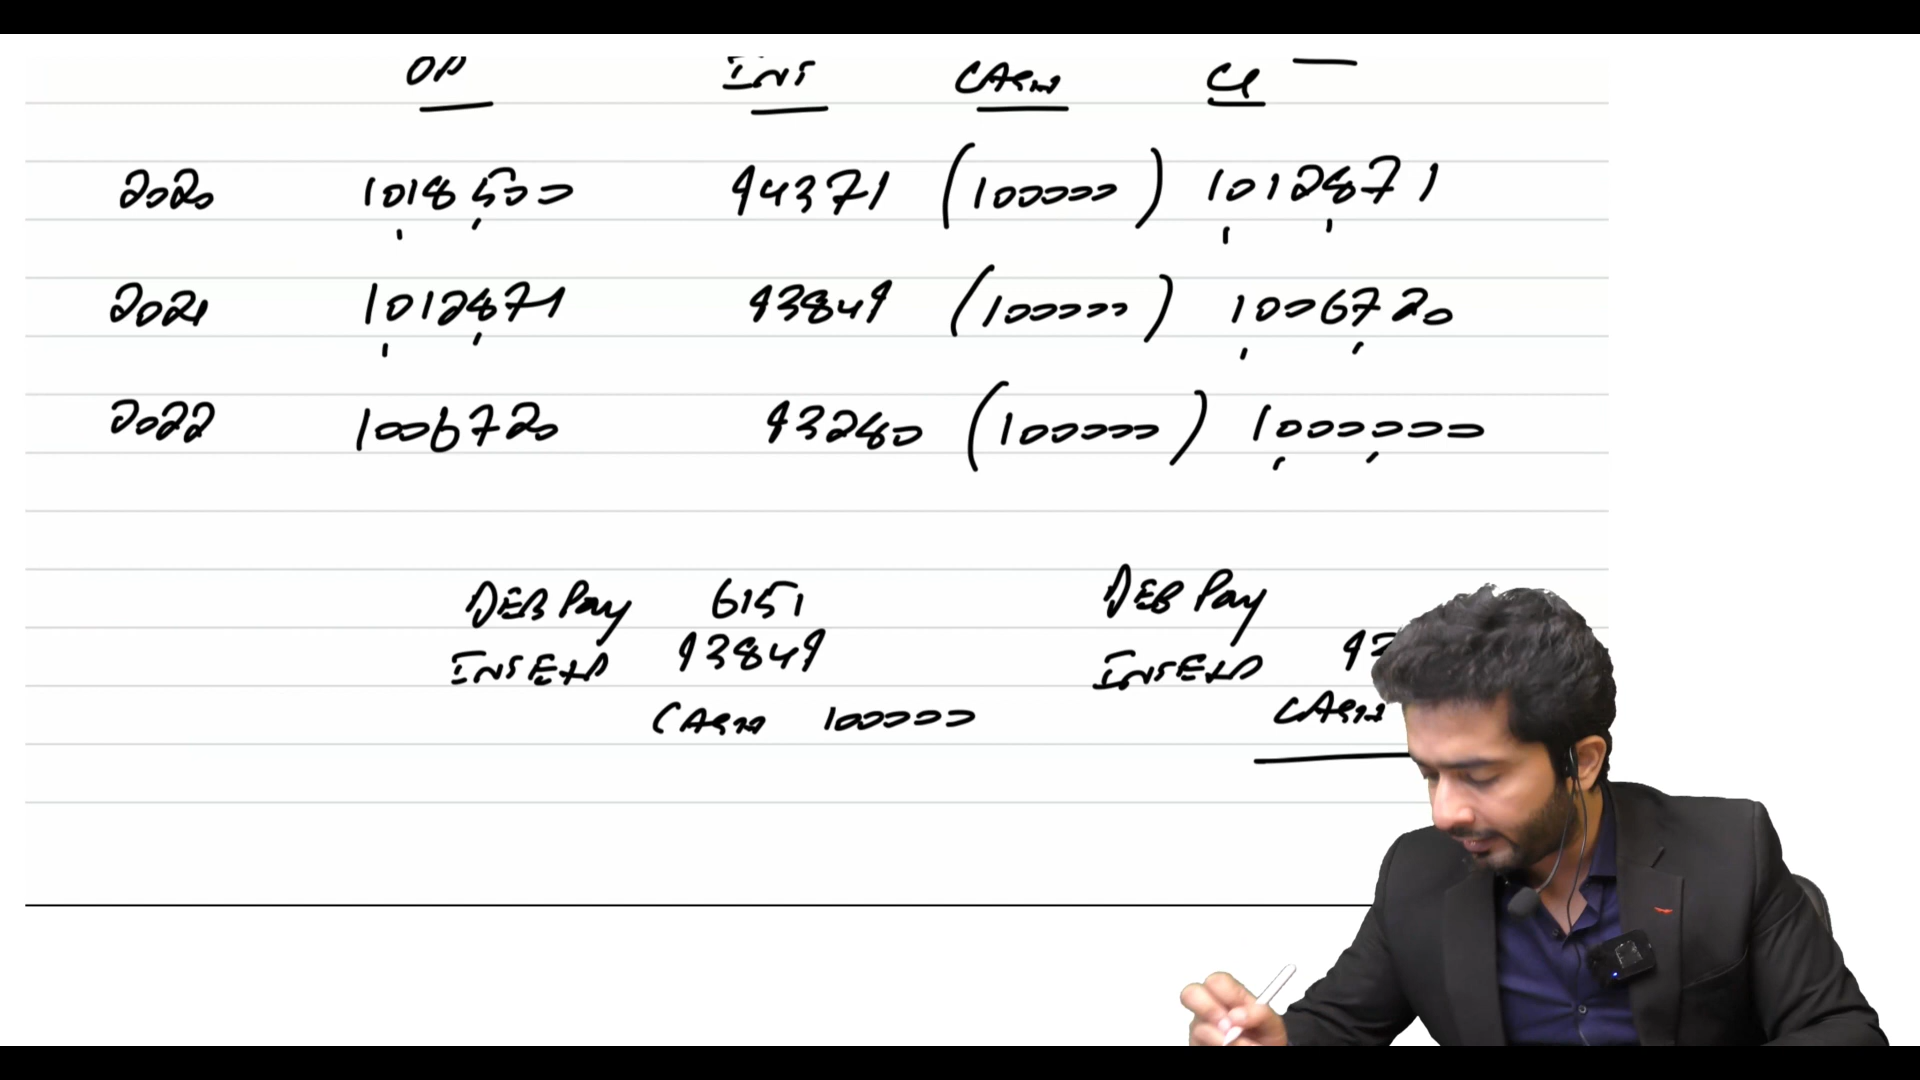 OP INT CASH CL
2020 1018500 94371 (100000) 1012871
2021 1012871 93849 (100000) 1006720
2022 1006720 93280 (100000) 1000000
DEB Pay 6151
INT EXP 93849
CASH 100000
DEB Pay
INT EXP
CASH